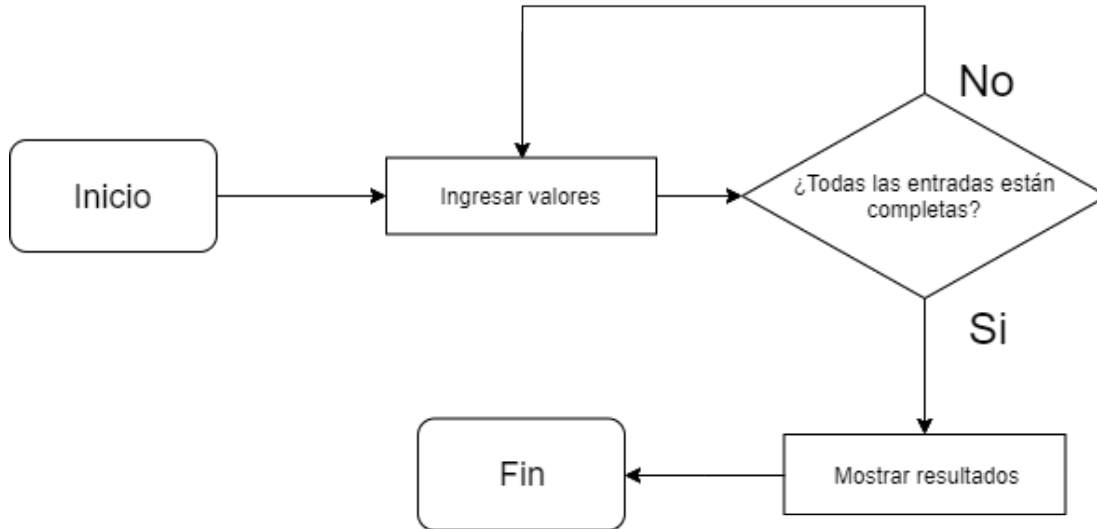 No
Inicio
Ingresar valores
¿Todas las entradas están
completas?
Si
Fin
Mostrar resultados